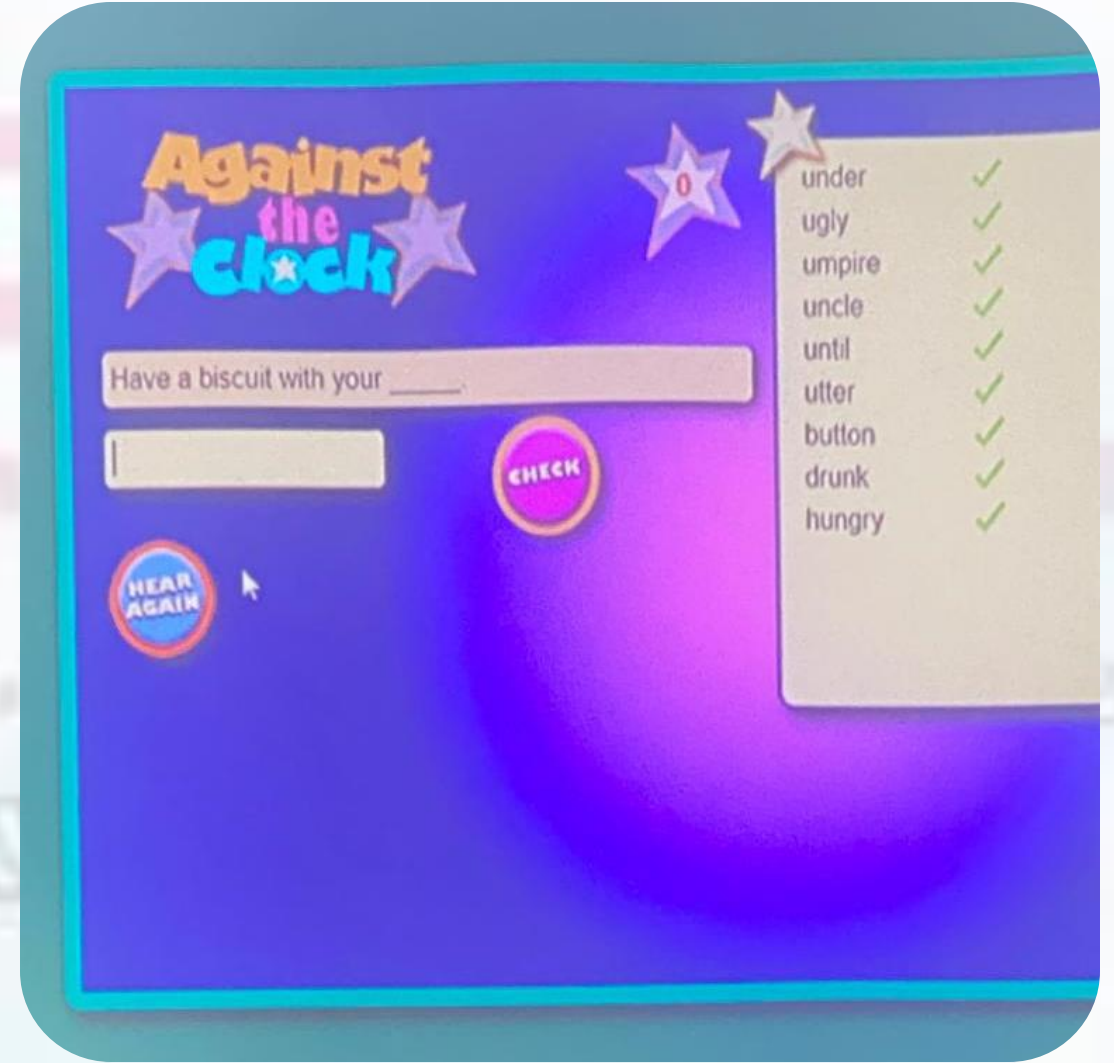 Against
the
Clock
0
Have a biscuit with your ______.
CHECK
HEAR
AGAIN
under
ugly
umpire
uncle
until
utter
button
drunk
hungry